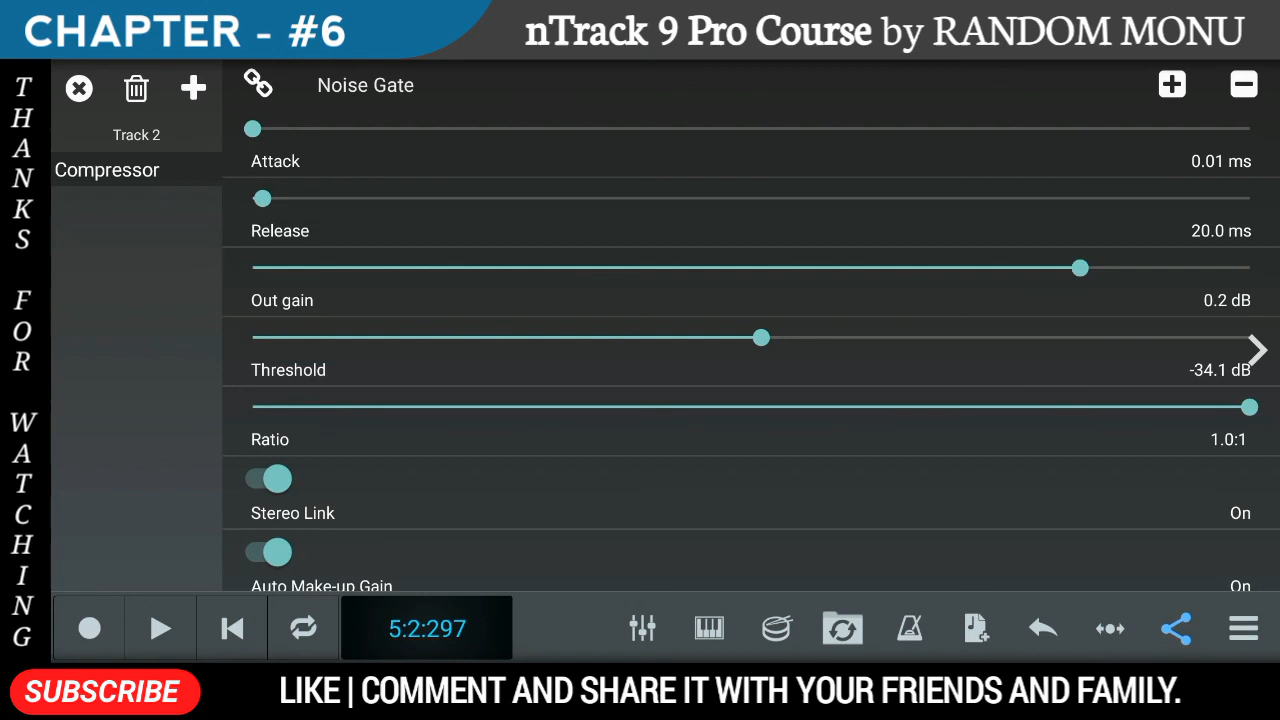 CHAPTER - #6
nTrack 9 Pro Course by RANDOM MONU
THANKS FOR WATCHING
Track 2
Compressor
Noise Gate
Attack 0.01 ms
Release 20.0 ms
Out gain 0.2 dB
Threshold -34.1 dB
Ratio 1.0:1
Stereo Link On
Auto Make-up Gain On
5:2:297
SUBSCRIBE
LIKE | COMMENT AND SHARE IT WITH YOUR FRIENDS AND FAMILY.